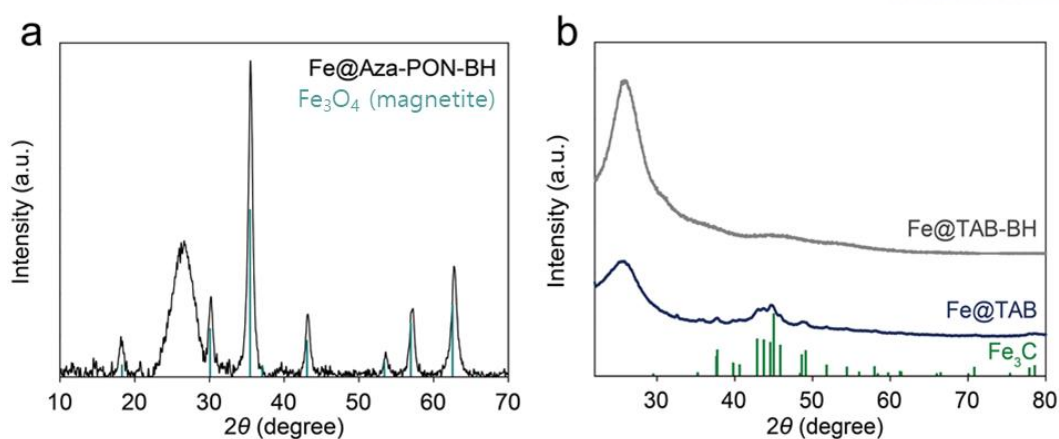 a
Fe@Aza-PON-BH
Fe₃O₄ (magnetite)
Intensity (a.u.)
10 20 30 40 50 60 70
2θ (degree)
b
Fe@TAB-BH
Fe@TAB
Fe₃C
Intensity (a.u.)
30 40 50 60 70 80
2θ (degree)